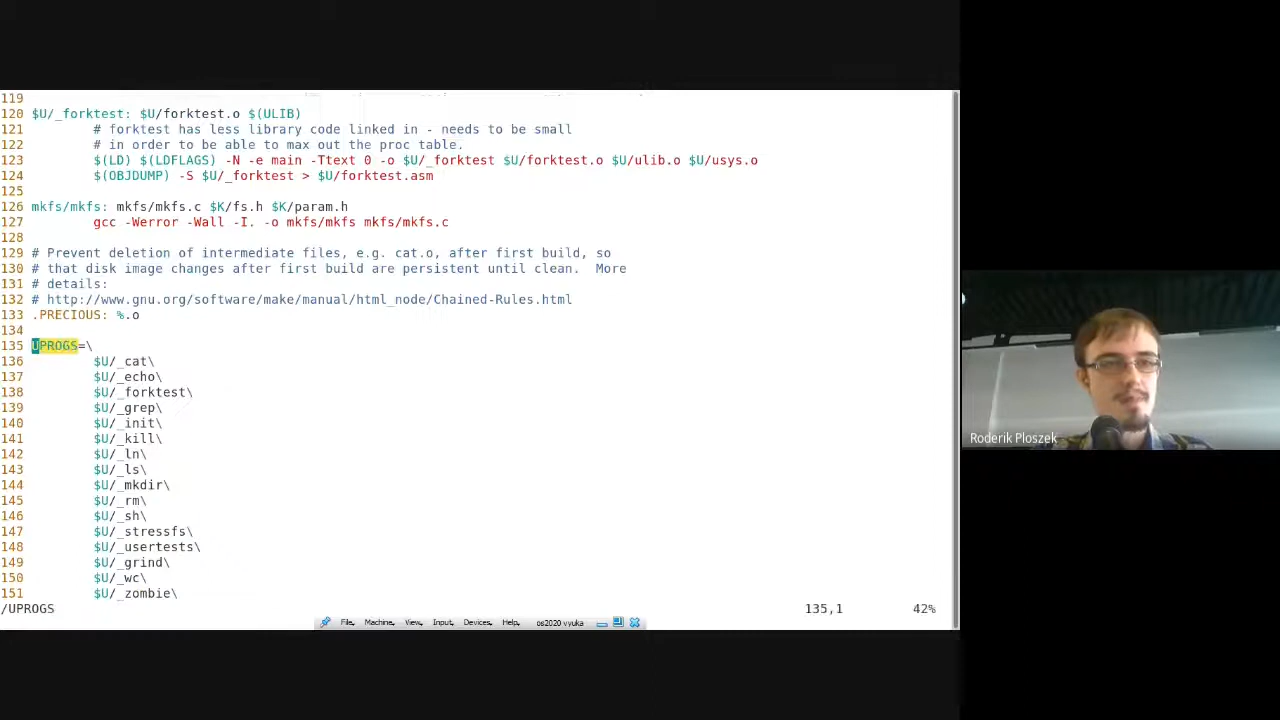 119
120 $U/_forktest: $U/forktest.o $(ULIB)
121         # forktest has less library code linked in - needs to be small
122         # in order to be able to max out the proc table.
123         $(LD) $(LDFLAGS) -N -e main -Ttext 0 -o $U/_forktest $U/forktest.o $U/ulib.o $U/usys.o
124         $(OBJDUMP) -S $U/_forktest > $U/forktest.asm
125
126 mkfs/mkfs: mkfs/mkfs.c $K/fs.h $K/param.h
127         gcc -Werror -Wall -I. -o mkfs/mkfs mkfs/mkfs.c
128
129 # Prevent deletion of intermediate files, e.g. cat.o, after first build, so
130 # that disk image changes after first build are persistent until clean.  More
131 # details:
132 # http://www.gnu.org/software/make/manual/html_node/Chained-Rules.html
133 .PRECIOUS: %.o
134
135 UPROGS=\
136         $U/_cat\
137         $U/_echo\
138         $U/_forktest\
139         $U/_grep\
140         $U/_init\
141         $U/_kill\
142         $U/_ln\
143         $U/_ls\
144         $U/_mkdir\
145         $U/_rm\
146         $U/_sh\
147         $U/_stressfs\
148         $U/_usertests\
149         $U/_grind\
150         $U/_wc\
151         $U/_zombie\
/UPROGS 135,1 42%
File Machine View Input Devices Help os2020 vyuka
Roderik Ploszek